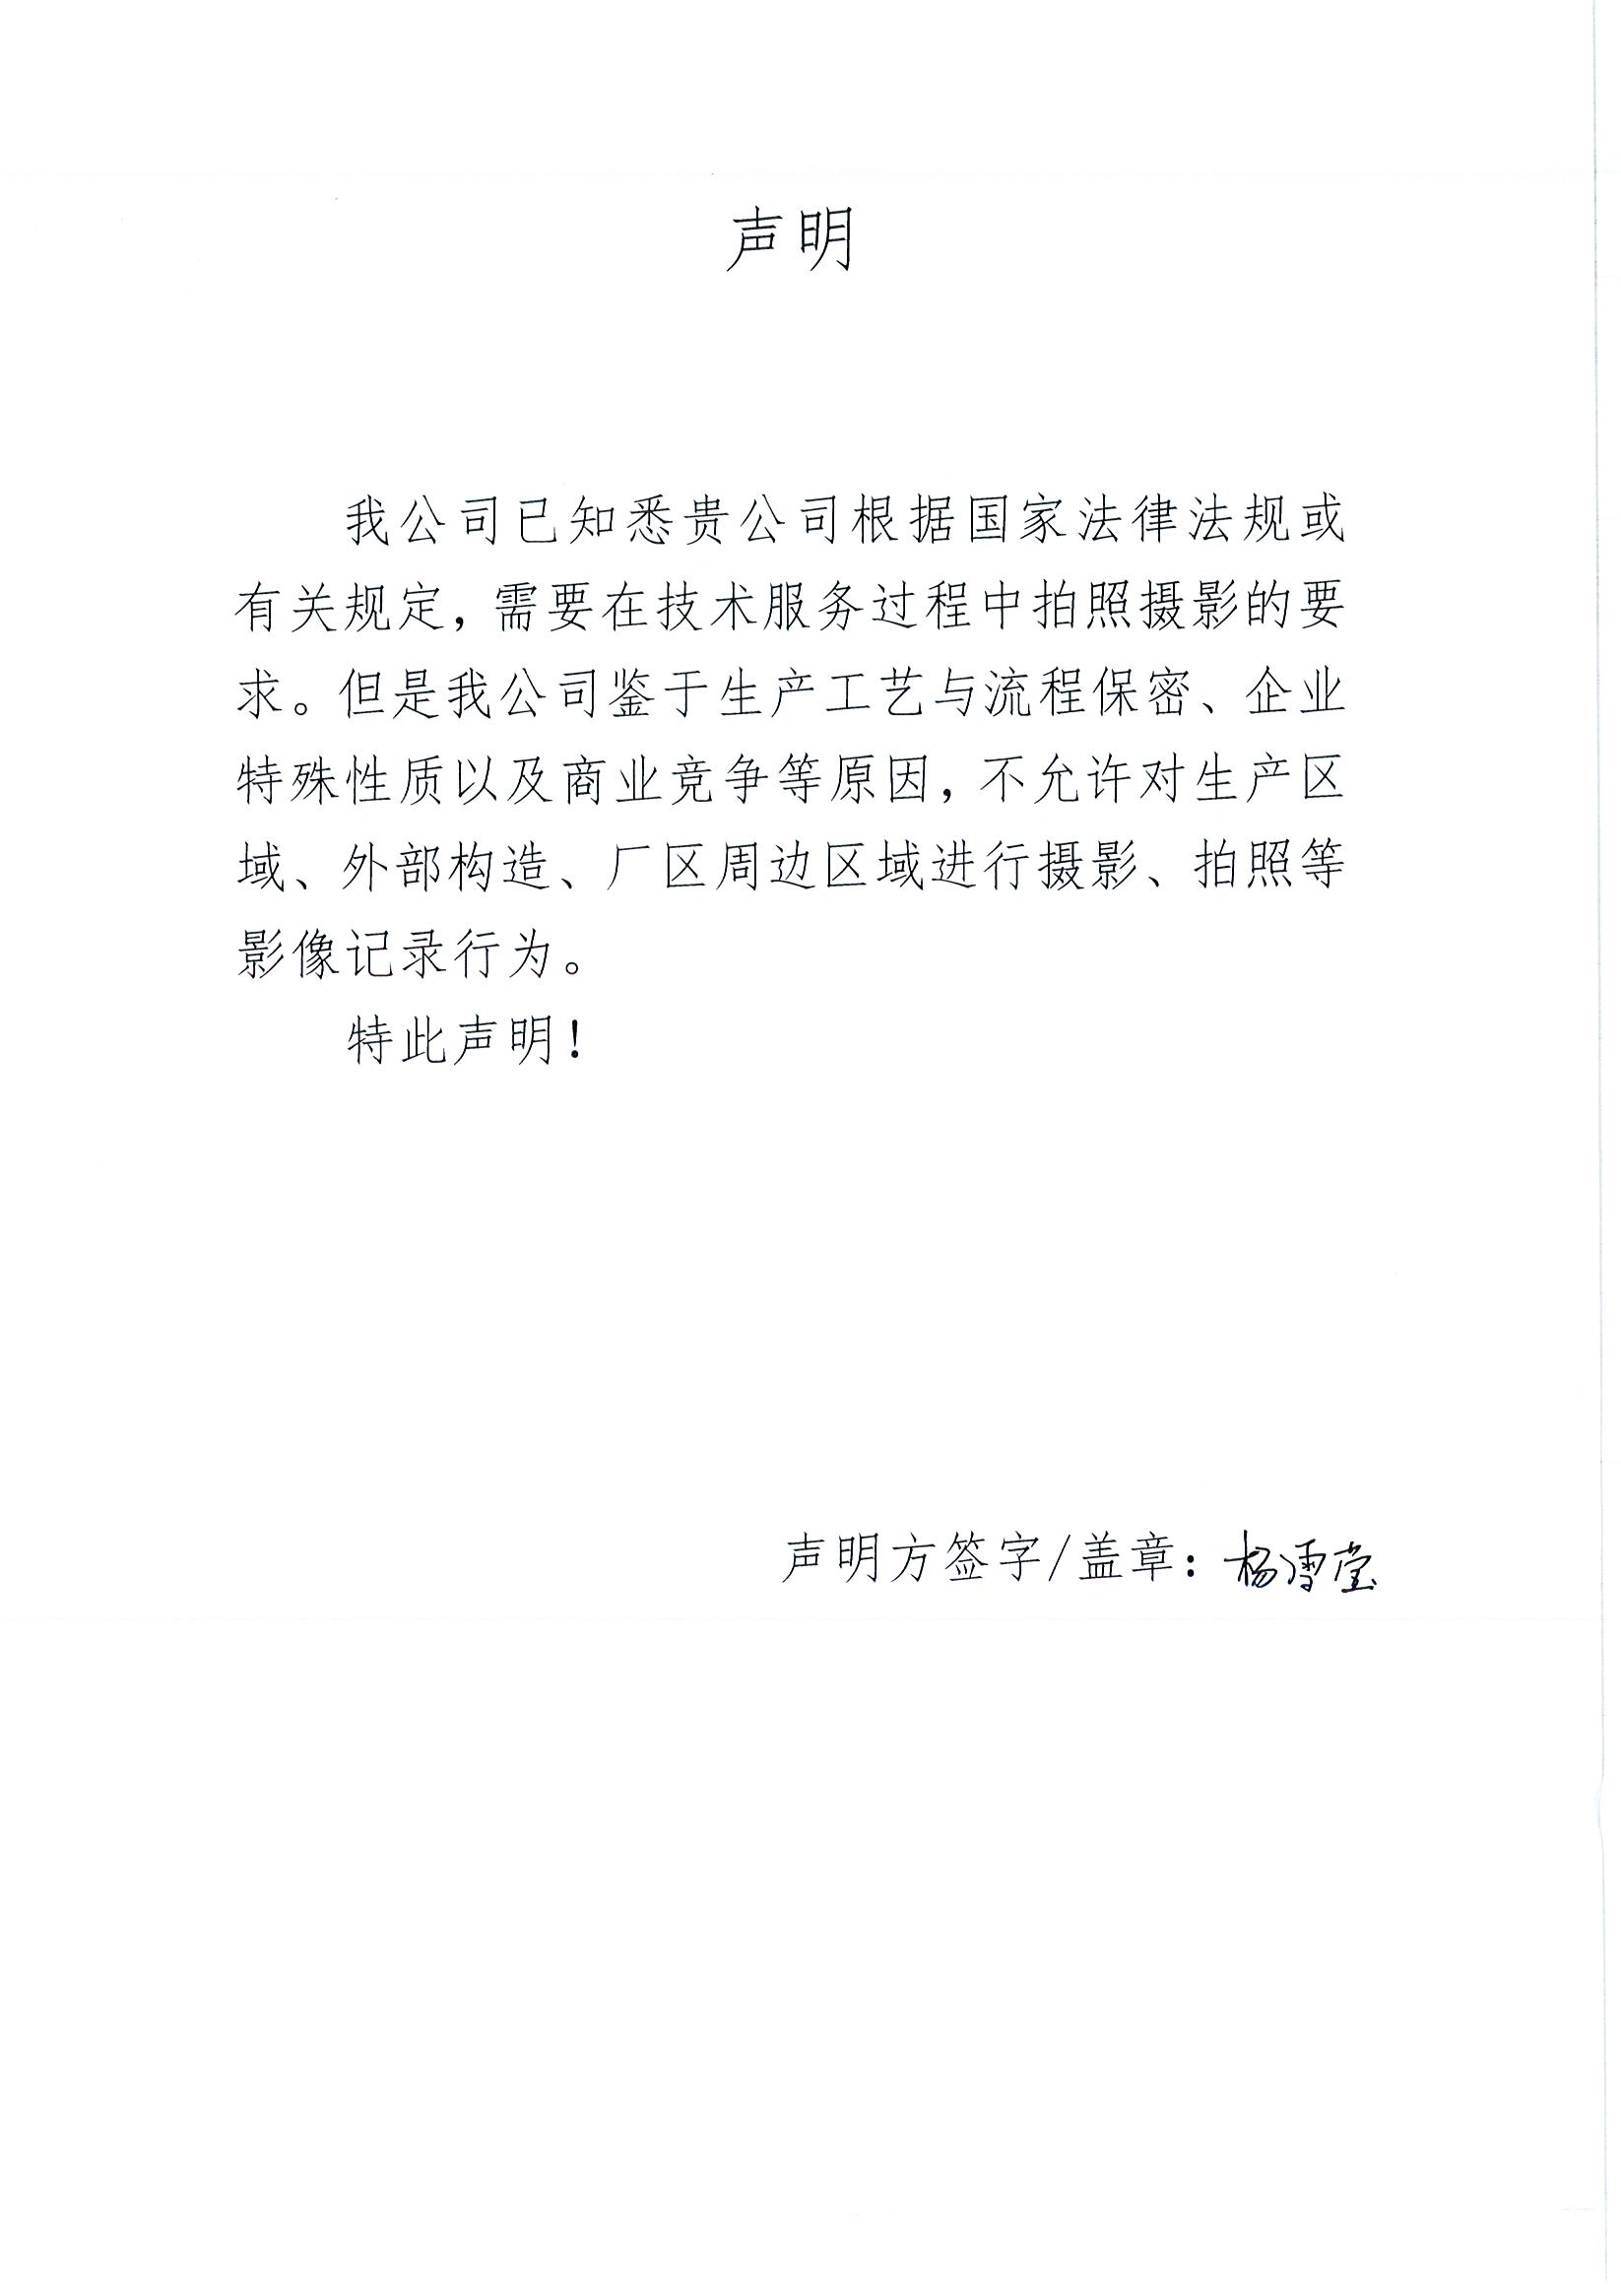 声明
我公司已知悉贵公司根据国家法律法规或
有关规定，需要在技术服务过程中拍照摄影的要
求。但是我公司鉴于生产工艺与流程保密、企业
特殊性质以及商业竞争等原因，不允许对生产区
域、外部构造、厂区周边区域进行摄影、拍照等
影像记录行为。
特此声明！
声明方签字/盖章：杨雪莹